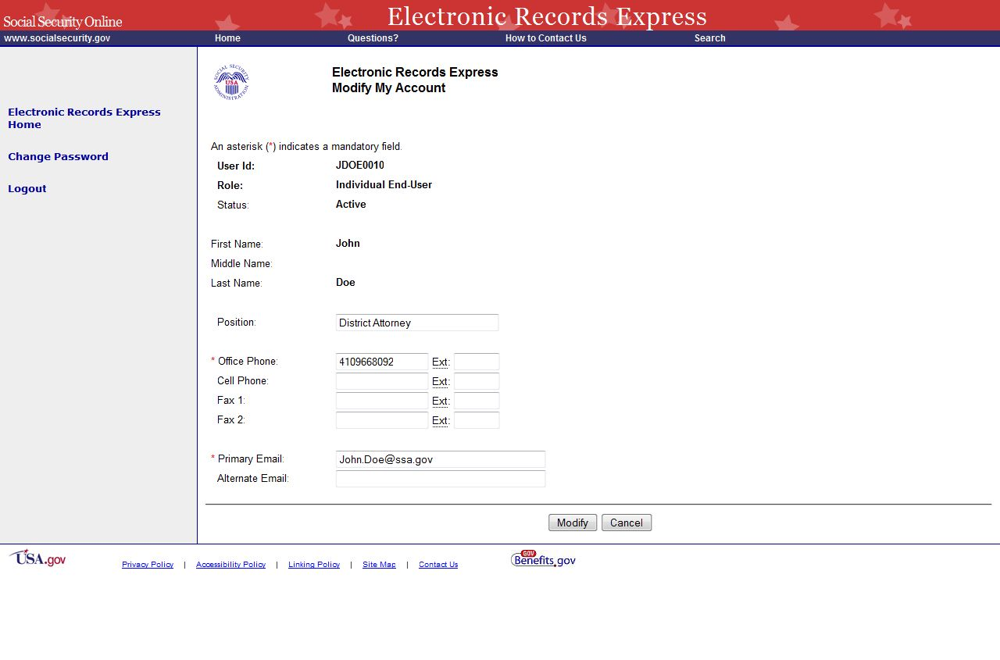 Social Security Online
Electronic Records Express
www.socialsecurity.gov Home Questions? How to Contact Us Search
SOCIAL SECURITY ADMINISTRATION
USA
Electronic Records Express
Modify My Account
Electronic Records Express
Home
Change Password
Logout
An asterisk (*) indicates a mandatory field.
User Id: JDOE0010
Role: Individual End-User
Status: Active
First Name: John
Middle Name:
Last Name: Doe
Position: District Attorney
* Office Phone: 4109668092 Ext:
Cell Phone: Ext:
Fax 1: Ext:
Fax 2: Ext:
* Primary Email: John.Doe@ssa.gov
Alternate Email:
Modify Cancel
USA.gov
Privacy Policy | Accessibility Policy | Linking Policy | Site Map | Contact Us
GOV
Benefits.gov